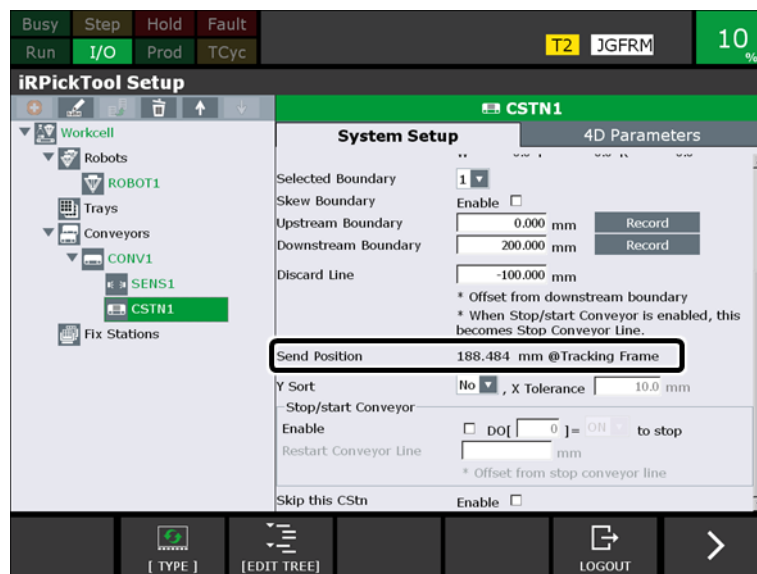 Busy Step Hold Fault
Run I/O Prod TCyc
T2 JGFRM
10 %
iRPickTool Setup
CSTN1
System Setup 4D Parameters
Workcell
Robots
ROBOT1
Trays
Conveyors
CONV1
SENS1
CSTN1
Fix Stations
Selected Boundary 1
Skew Boundary Enable
Upstream Boundary 0.000 mm Record
Downstream Boundary 200.000 mm Record
Discard Line -100.000 mm
* Offset from downstream boundary
* When Stop/start Conveyor is enabled, this
becomes Stop Conveyor Line.
Send Position 188.484 mm @Tracking Frame
Y Sort No , X Tolerance 10.0 mm
Stop/start Conveyor
Enable DO[ 0 ]= ON to stop
Restart Conveyor Line mm
* Offset from stop conveyor line
Skip this CStn Enable
[ TYPE ] [EDIT TREE] LOGOUT